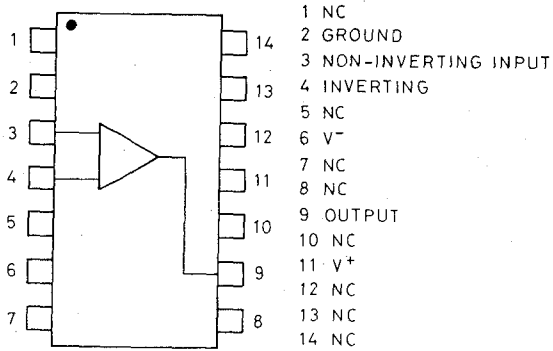 1
2
3
4
5
6
7
14
13
12
11
10
9
8
1 NC
2 GROUND
3 NON-INVERTING INPUT
4 INVERTING
5 NC
6 V-
7 NC
8 NC
9 OUTPUT
10 NC
11 V+
12 NC
13 NC
14 NC